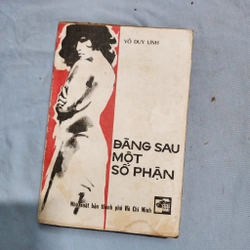 VÕ DUY LINH
ĐẰNG SAU
MỘT
SỐ PHẬN
Nhà xuất bản thành phố Hồ Chí Minh